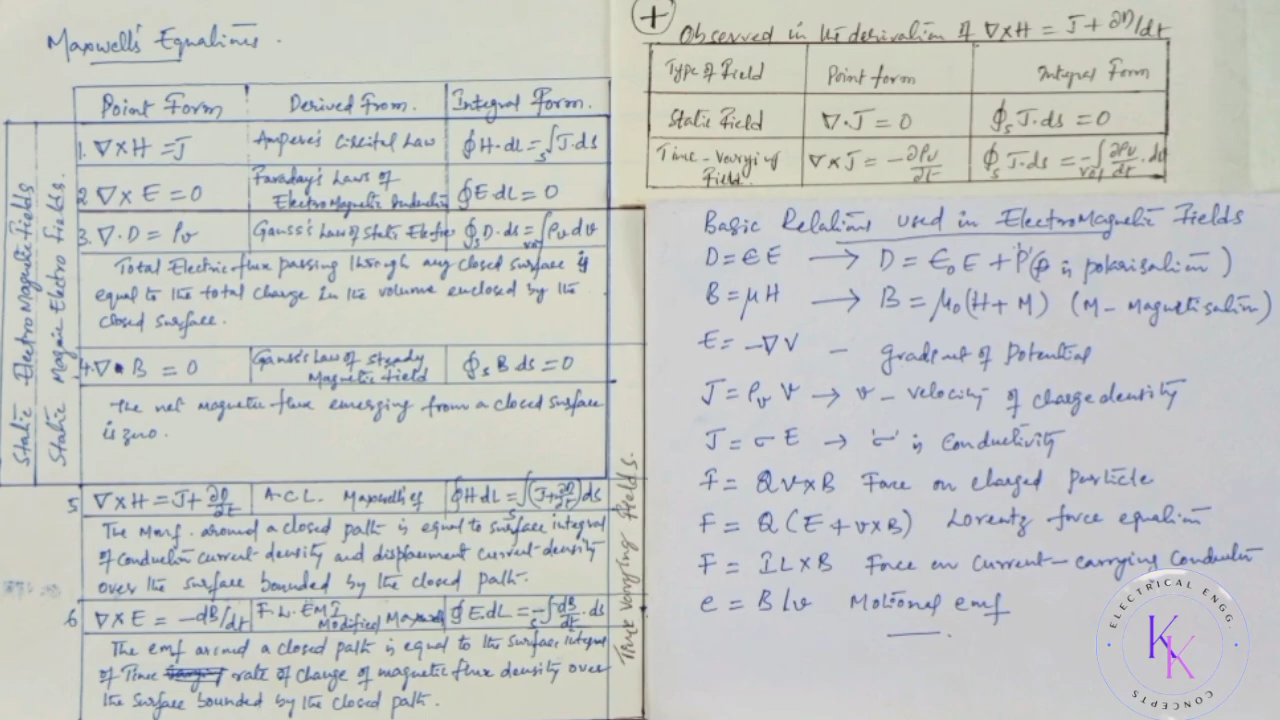 Maxwell's Equations.
Point Form Derived From. Integral Form.
Static ElectroMagneticFields
Static Magnetic Electro Fields.
1. ∇×H = J Ampere's Circital Law ∮H·dL = ∫s J·ds
2 ∇×E = 0 Faraday's Laws of ElectroMagnetic Induction ∮E·dL = 0
3. ∇·D = ρv Gauss's Law of Static Electro ∮s D·ds = ∫vol ρv dv
Total Electric flux passing through any closed surface is
equal to the total charge in the volume enclosed by the
closed surface.
4. ∇·B = 0 Gauss's Law of Steady Magnetic Field ∮s B ds = 0
The net magnetic flux emerging from a closed surface
is zero.
5 ∇×H = J + ∂D/∂t A.C.L. ∮H dL = ∫s (J + ∂D/∂t) ds
The Mmf. around a closed path is equal to surface integral
of conduction current density and displacement current density
over the surface bounded by the closed path.
6 ∇×E = -dB/dt F.L. EMI Modified Maxwell ∮E.dL = -∫s dB/dt . ds
The emf around a closed path is equal to the surface integral
of Time rate of change of magnetic flux density over
the surface bounded by the closed path.
Time varying fields.
(+) Observed in the derivation of ∇×H = J + ∂D/dt
Type of Field Point form Integral Form
Static Field ∇·J = 0 ∮s J·ds = 0
Time-varying Field. ∇×J = -∂ρv/∂t ∮s J·ds = -∫vol ∂ρv/dt . dv
Basic Relations used in ElectroMagnetic Fields
D = ϵE → D = ϵ₀E + P (P is polarisation)
B = μH → B = μ₀(H + M) (M - Magnetisation)
E = -∇V - gradient of Potential
J = ρv v → v - velocity of charge density
J = σE → 'σ' is conductivity
F = Qv×B Force on charged particle
F = Q(E + v×B) Lorentz force equation
F = IL×B Force on Current-carrying Conductor
e = Blv Motional emf
ELECTRICAL ENGG.
KK
CONCEPTS